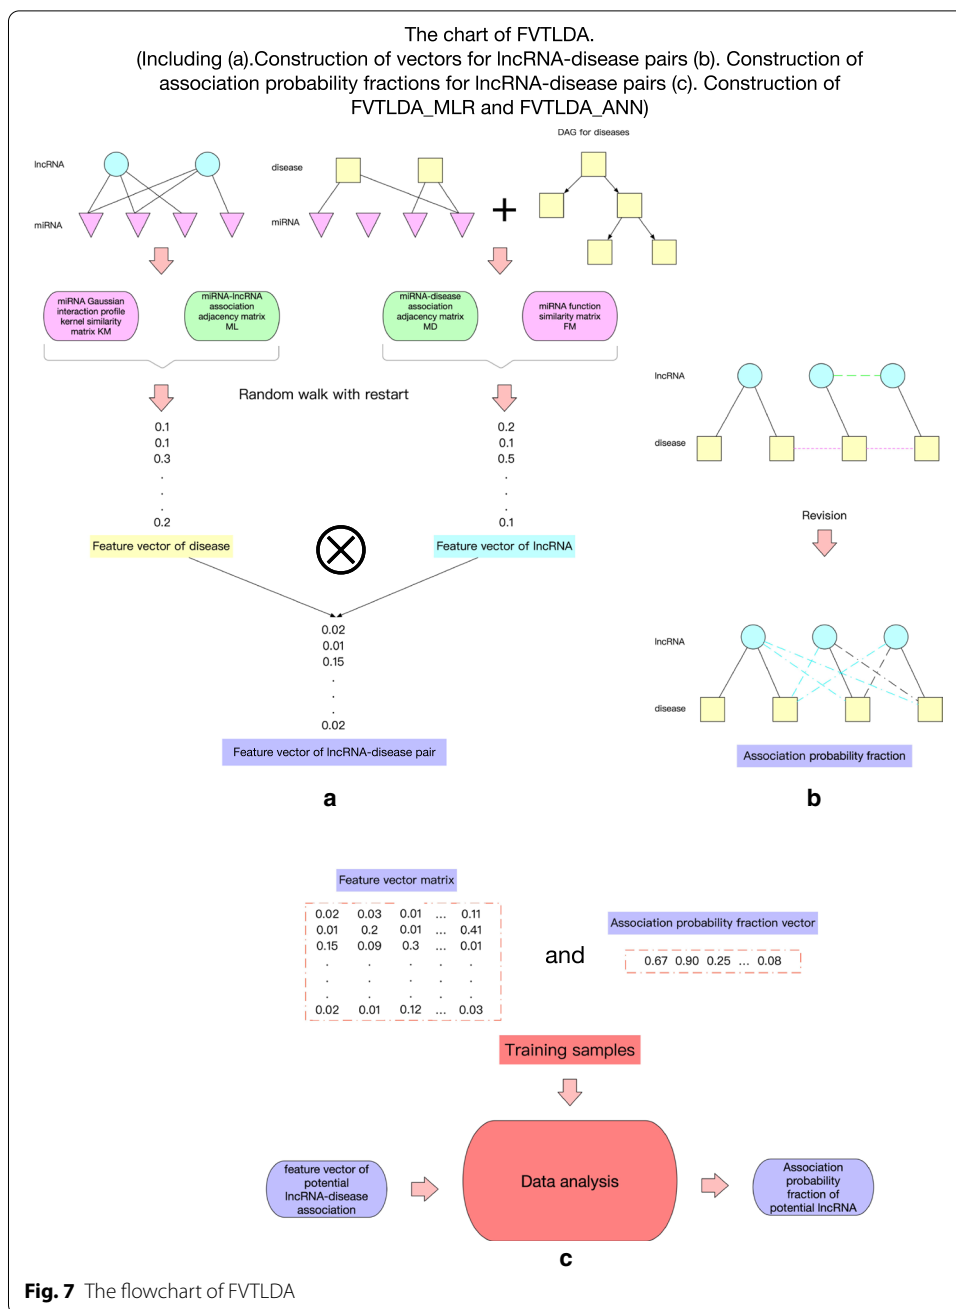 The chart of FVTLDA.
(Including (a).Construction of vectors for lncRNA-disease pairs (b). Construction of
association probability fractions for lncRNA-disease pairs (c). Construction of
FVTLDA_MLR and FVTLDA_ANN)
DAG for diseases
lncRNA
disease
miRNA
miRNA
+
miRNA Gaussian
interaction profile
kernel similarity
matrix KM
miRNA-lncRNA
association
adjacency matrix
ML
miRNA-disease
association
adjacency matrix
MD
miRNA function
similarity matrix
FM
Random walk with restart
0.1
0.1
0.3
.
.
.
0.2
Feature vector of disease
0.2
0.1
0.5
.
.
.
0.1
Feature vector of lncRNA
0.02
0.01
0.15
.
.
.
0.02
Feature vector of lncRNA-disease pair
a
lncRNA
disease
Revision
lncRNA
disease
Association probability fraction
b
Feature vector matrix
0.02 0.03 0.01 ... 0.11
0.01 0.2 0.01 ... 0.41
0.15 0.09 0.3 ... 0.01
. . . . .
. . . . .
. . . . .
0.02 0.01 0.12 ... 0.03
and
Association probability fraction vector
0.67 0.90 0.25 ... 0.08
Training samples
feature vector of
potential
lncRNA-disease
association
Data analysis
Association
probability
fraction of
potential lncRNA
c
Fig. 7 The flowchart of FVTLDA